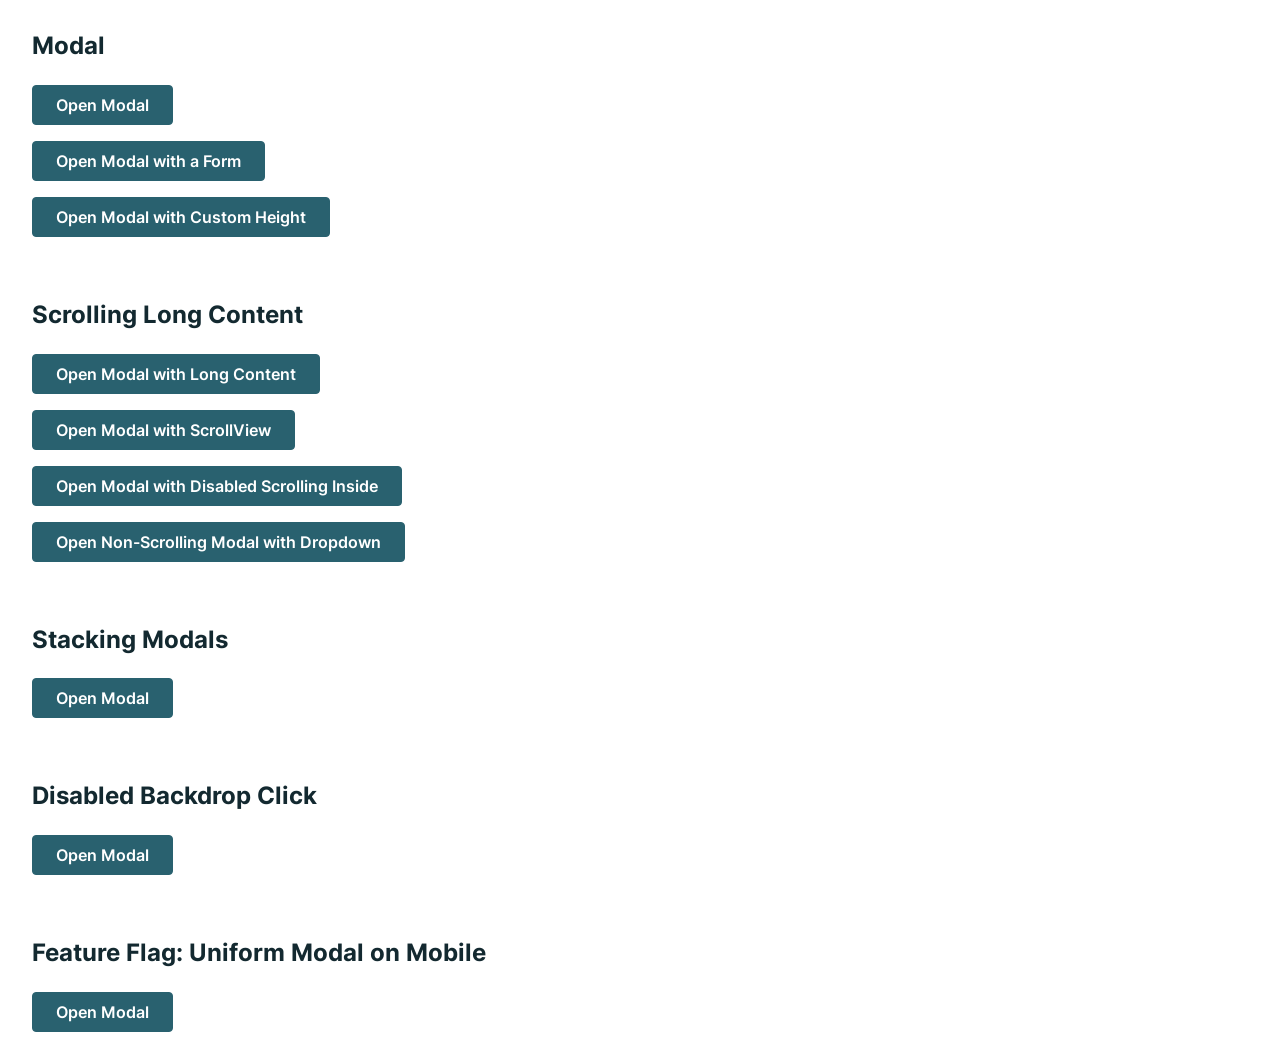 Modal
Open Modal
Open Modal with a Form
Open Modal with Custom Height
Scrolling Long Content
Open Modal with Long Content
Open Modal with ScrollView
Open Modal with Disabled Scrolling Inside
Open Non-Scrolling Modal with Dropdown
Stacking Modals
Open Modal
Disabled Backdrop Click
Open Modal
Feature Flag: Uniform Modal on Mobile
Open Modal